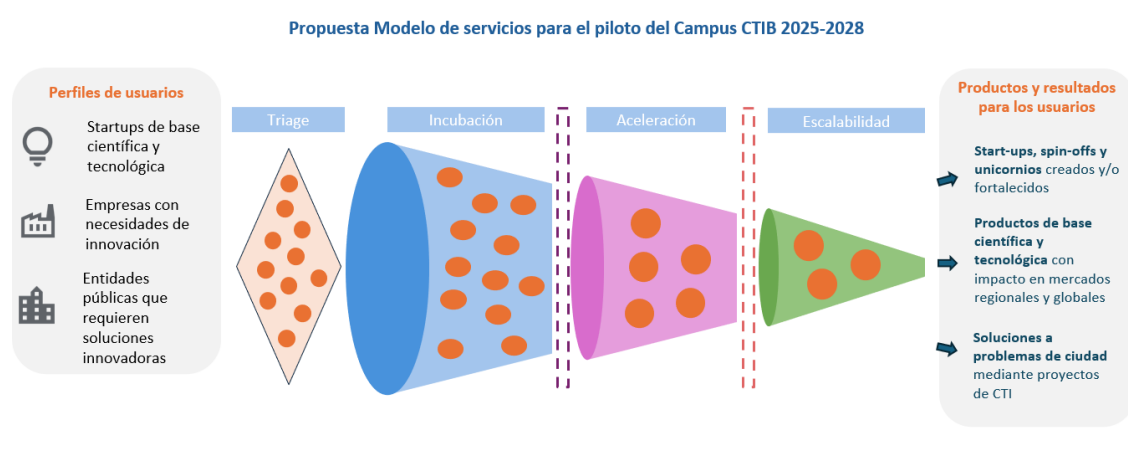 Propuesta Modelo de servicios para el piloto del Campus CTIB 2025-2028
Perfiles de usuarios
Startups de base
científica y
tecnológica
Empresas con
necesidades de
innovación
Entidades
públicas que
requieren
soluciones
innovadoras
Triage
Incubación
Aceleración
Escalabilidad
Productos y resultados
para los usuarios
Start-ups, spin-offs y
unicornios creados y/o
fortalecidos
Productos de base
científica y
tecnológica con
impacto en mercados
regionales y globales
Soluciones a
problemas de ciudad
mediante proyectos
de CTI